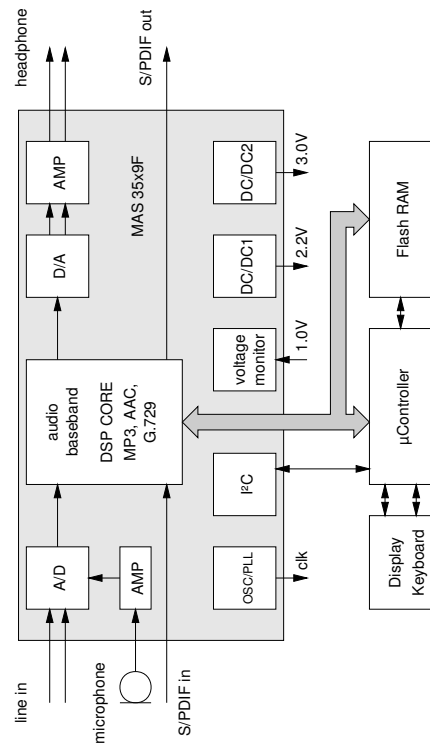 line in
microphone
S/PDIF in
A/D
AMP
audio
baseband
DSP CORE
MP3, AAC,
G.729
D/A
AMP
MAS 35x9F
headphone
S/PDIF out
OSC/PLL
I²C
voltage
monitor
DC/DC1
DC/DC2
clk
1.0V
2.2V
3.0V
Display
Keyboard
µController
Flash RAM